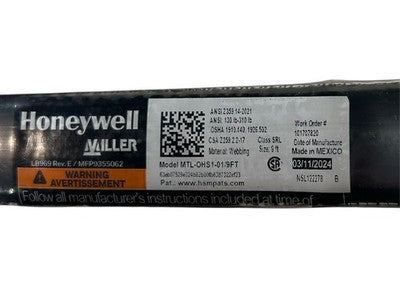 Honeywell
MILLER
LB969 Rev. E / MFP9355062
WARNING
AVERTISSEMENT
ANSI Z359.14-2021
ANSI: 130 lb-310 lb
OSHA 1910.140, 1926.502
CSA Z259.2.2-17 Class SRL
Material: Webbing Size: 9 ft
Model MTL-OHS1-01/9FT
Pat.: www.hsmpats.com
Work Order #
101707820
Date of Manufacture
Made in MEXICO
03/11/2024
B
Follow all manufacturer's instructions included at time of